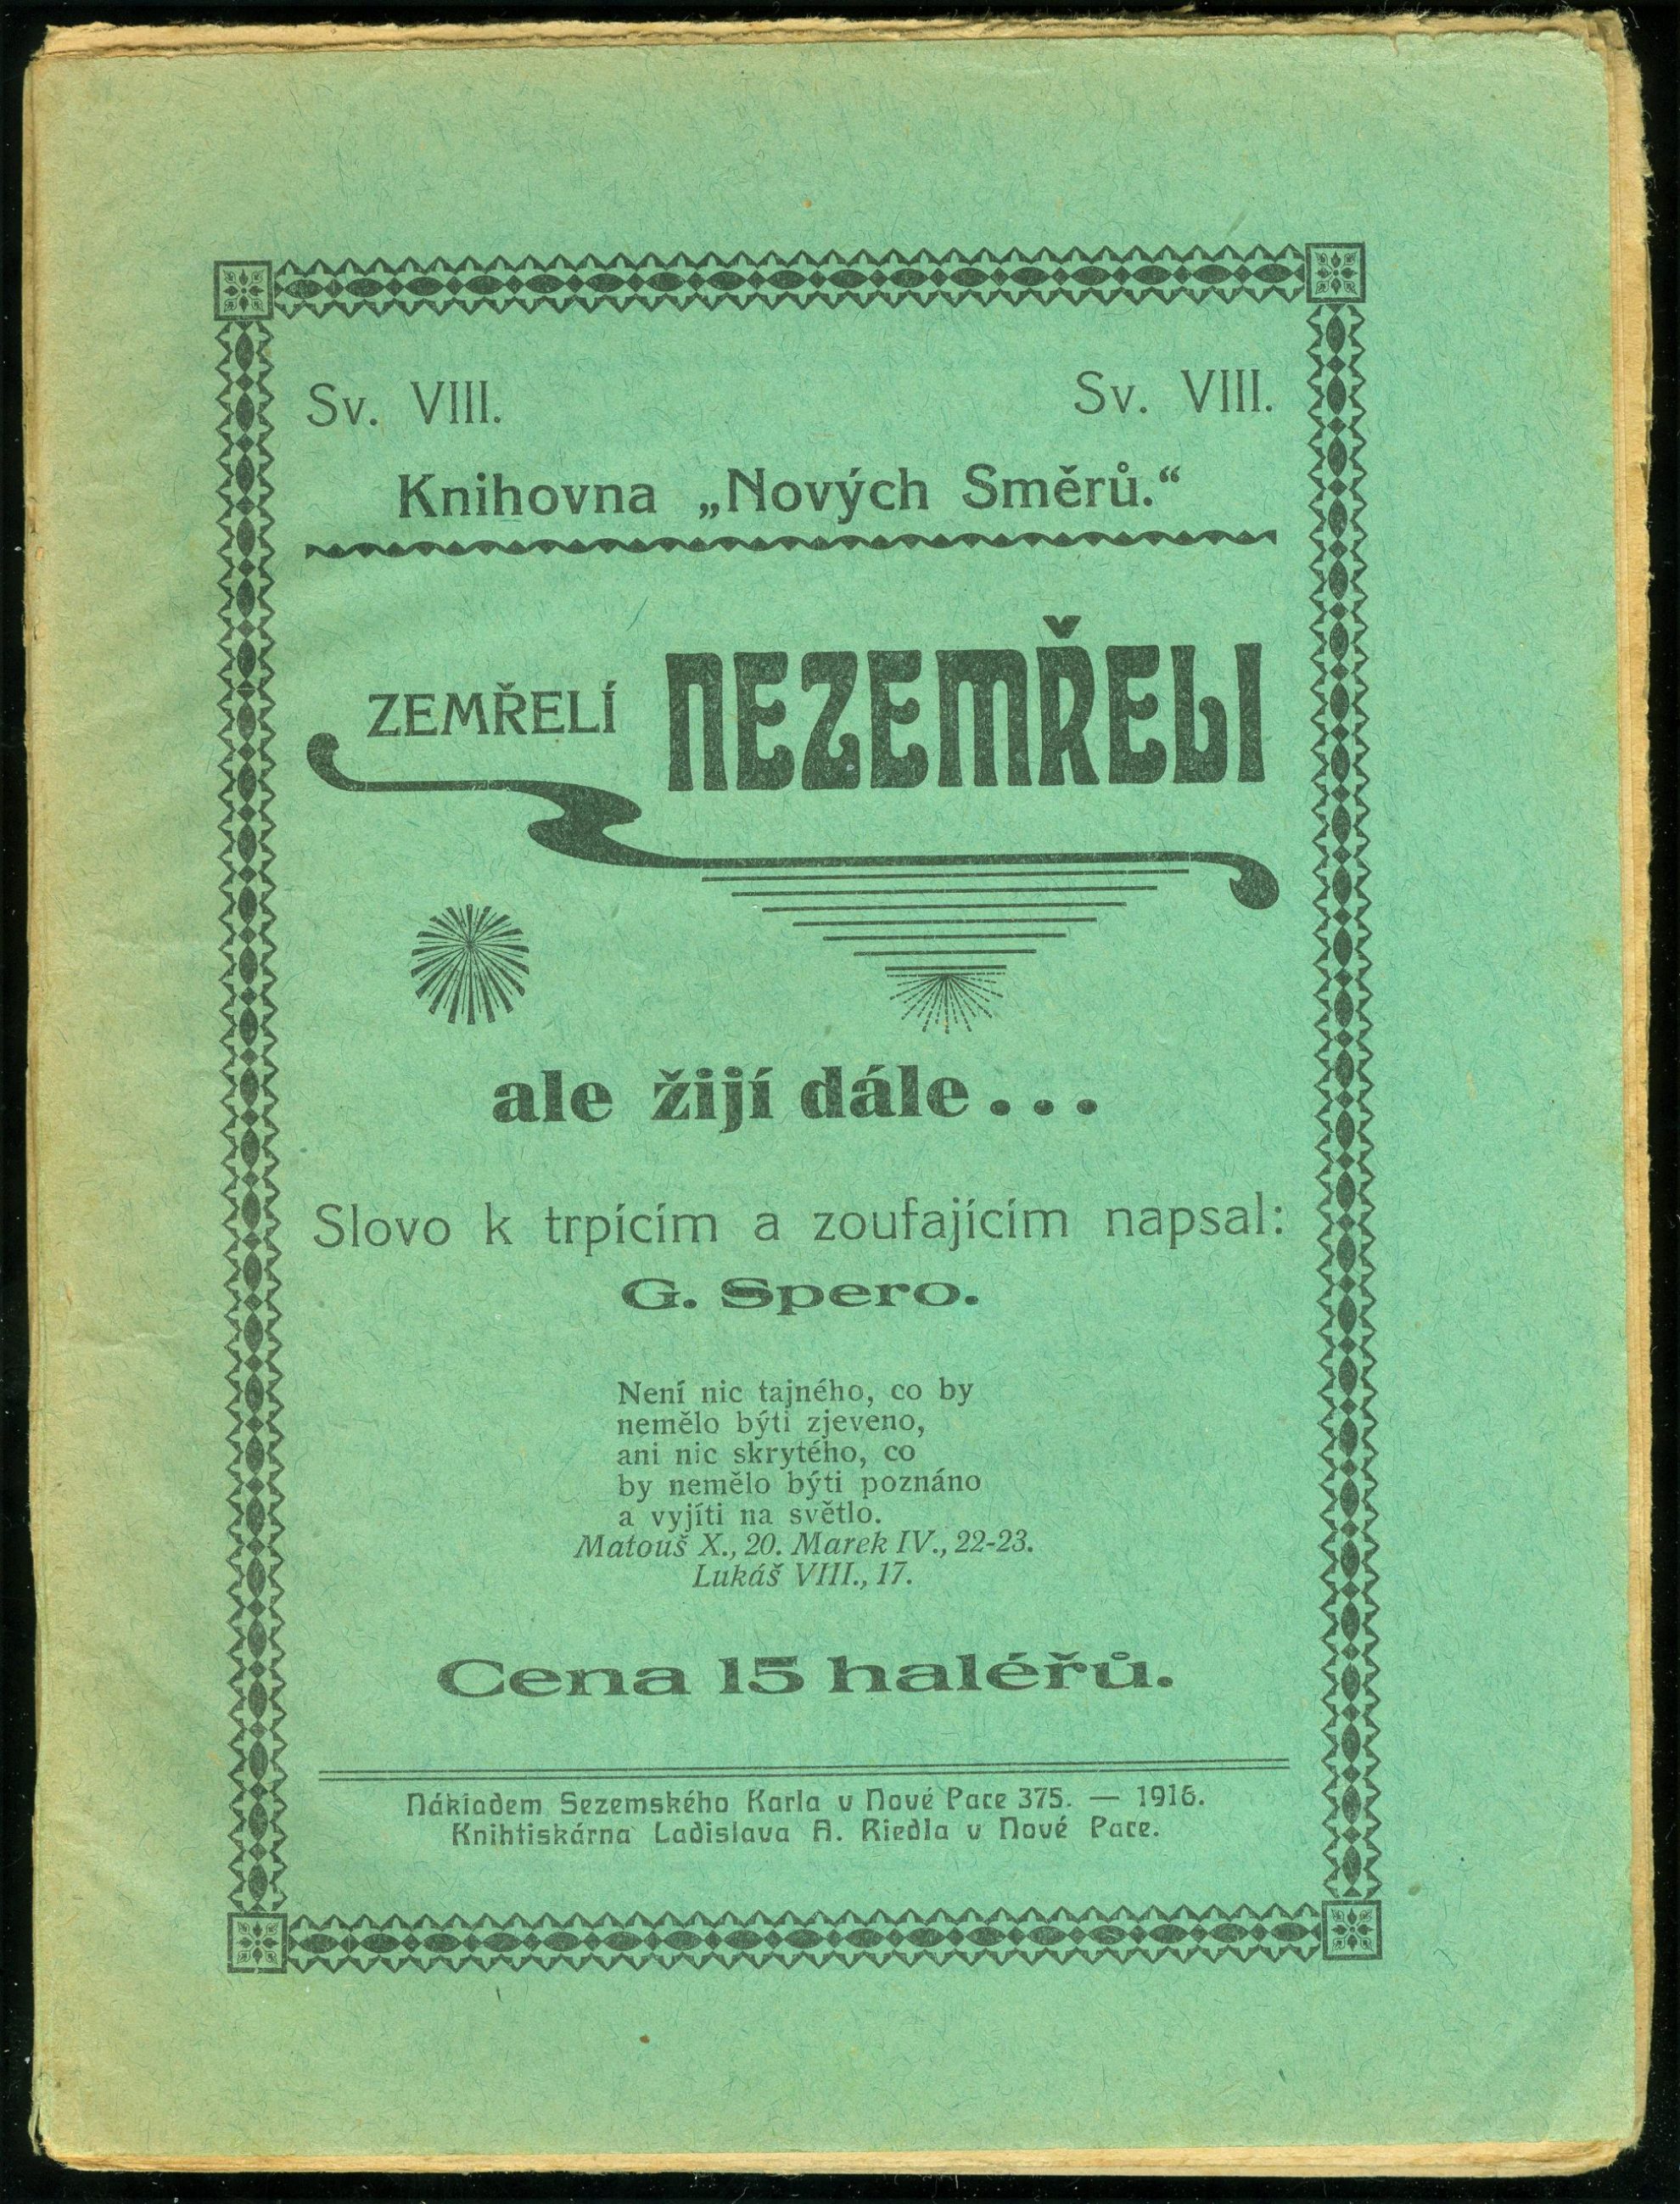 Sv. VIII. Sv. VIII.
Knihovna „Nových Směrů.“
ZEMŘELÍ NEZEMŘELI
ale žijí dále...
Slovo k trpícím a zoufajícím napsal:
G. Spero.
Není nic tajného, co by
nemělo býti zjeveno,
ani nic skrytého, co
by nemělo býti poznáno
a vyjíti na světlo.
Matouš X., 20. Marek IV., 22-23.
Lukáš VIII., 17.
Cena 15 haléřů.
Nákladem Sezemského Karla v Nové Pace 375. — 1916.
Knihtiskárna Ladislava A. Riedla v Nové Pace.